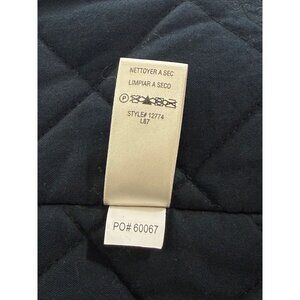 NETTOYER A SEC
LIMPIAR A SECO
P
STYLE# 12774
L87
PO# 60067